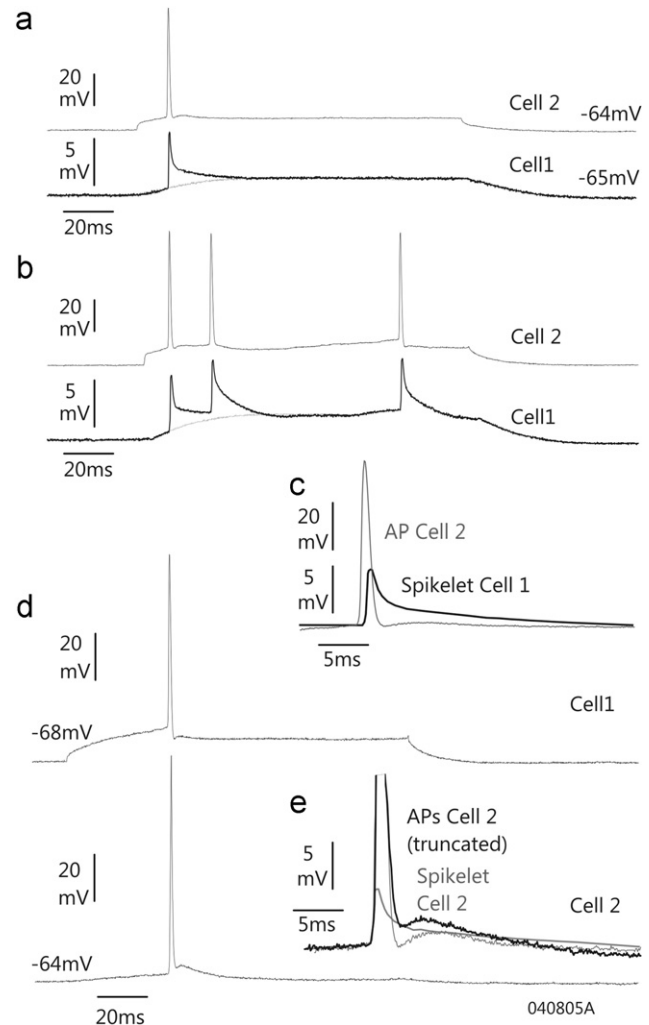 a
20
mV
Cell 2
-64mV
5
mV
Cell1
-65mV
20ms
b
20
mV
Cell 2
5
mV
Cell1
20ms
c
20
mV
AP Cell 2
5
mV
Spikelet Cell 1
5ms
d
20
mV
-68mV
Cell1
e
APs Cell 2
(truncated)
5
mV
Spikelet
Cell 2
5ms
Cell 2
20
mV
-64mV
20ms
040805A